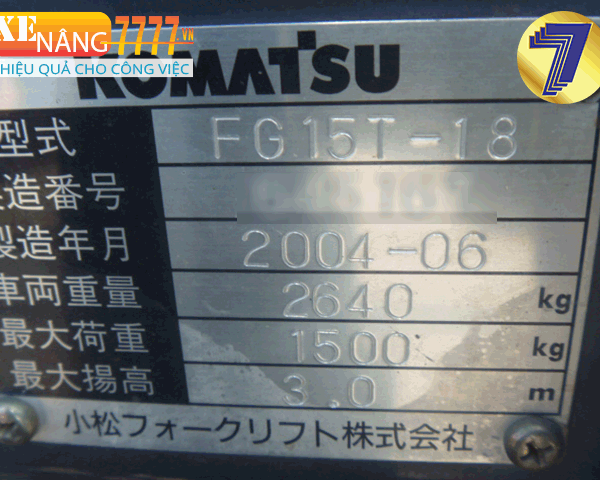 XE
NÂNG7777.VN
HIỆU QUẢ CHO CÔNG VIỆC
7
KOMATSU
型式 FG15T-18
造番号
製造年月 2004-06
車両重量 2640 kg
最大荷重 1500 kg
最大揚高 3.0 m
小松フォークリフト株式会社